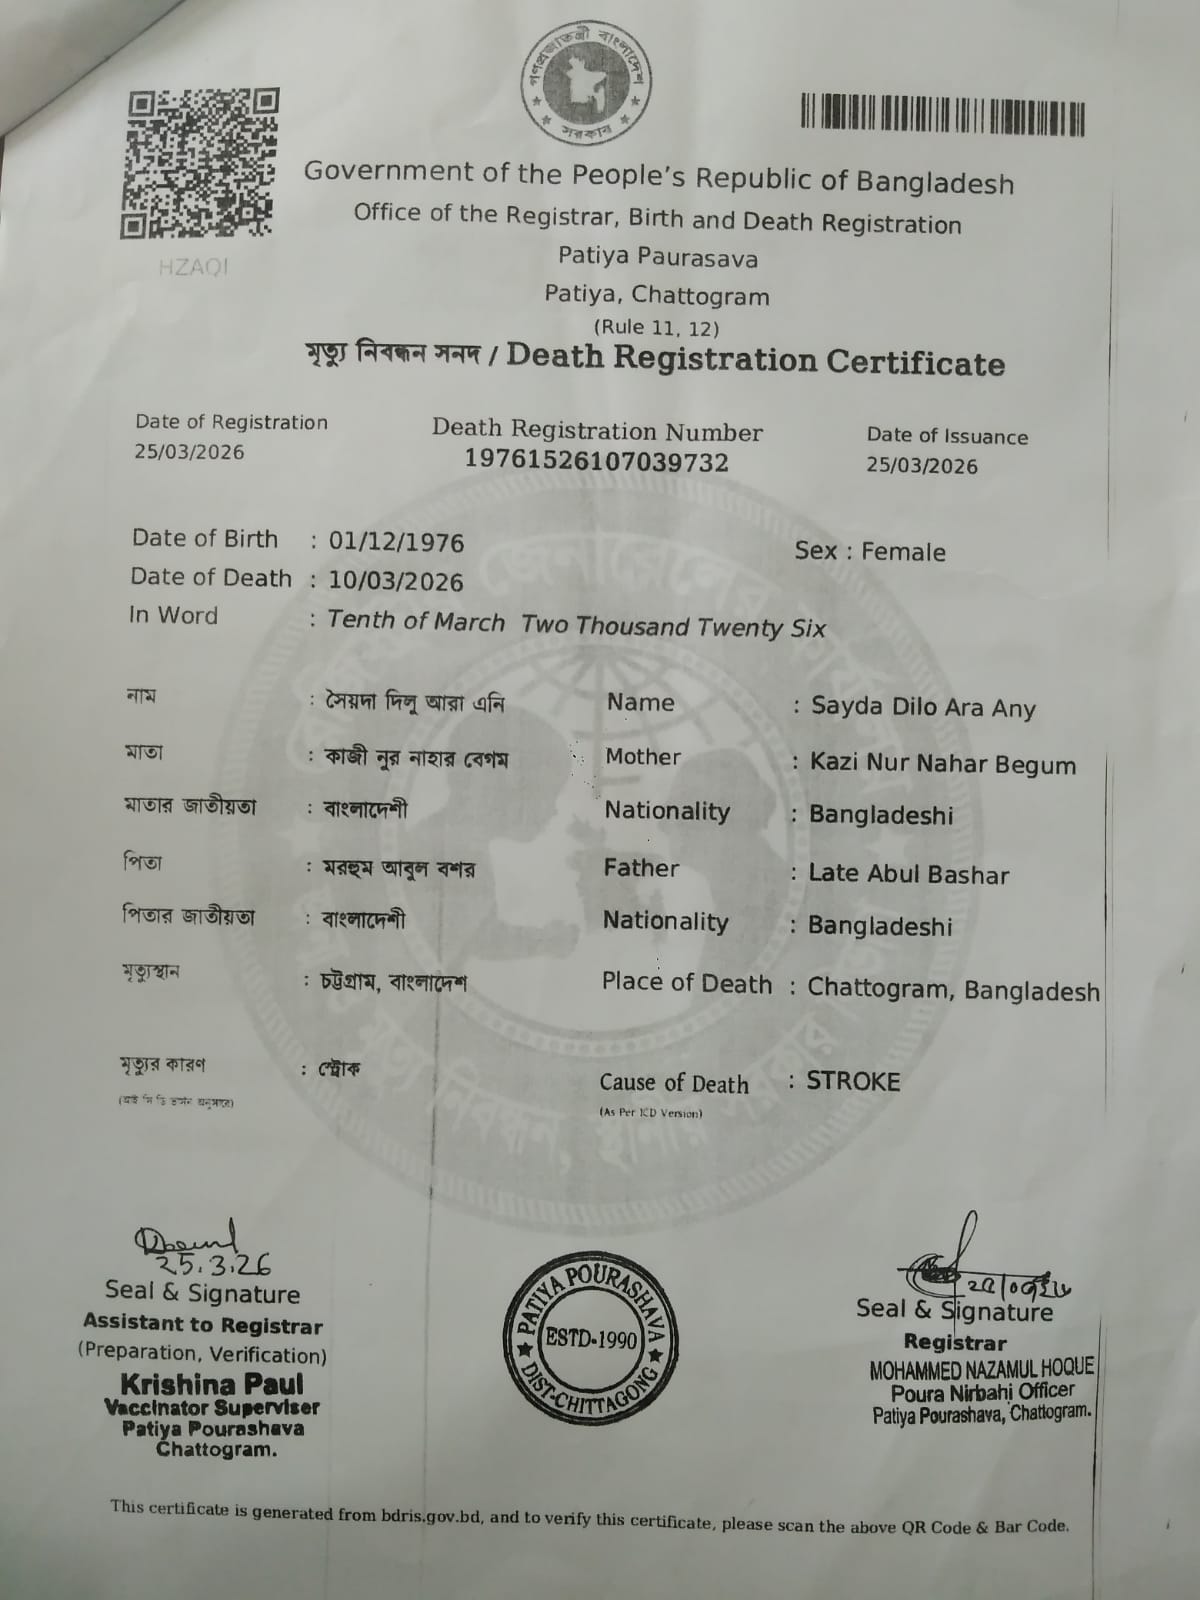 গণপ্রজাতন্ত্রী বাংলাদেশ
সরকার
HZAQI
Government of the People's Republic of Bangladesh
Office of the Registrar, Birth and Death Registration
Patiya Paurasava
Patiya, Chattogram
(Rule 11, 12)
মৃত্যু নিবন্ধন সনদ / Death Registration Certificate
Date of Registration
25/03/2026
Death Registration Number
19761526107039732
Date of Issuance
25/03/2026
Date of Birth : 01/12/1976
Sex : Female
Date of Death : 10/03/2026
In Word : Tenth of March Two Thousand Twenty Six
নাম : সৈয়দা দিলু আরা এনি Name : Sayda Dilo Ara Any
মাতা : কাজী নুর নাহার বেগম Mother : Kazi Nur Nahar Begum
মাতার জাতীয়তা : বাংলাদেশী Nationality : Bangladeshi
পিতা : মরহুম আবুল বশর Father : Late Abul Bashar
পিতার জাতীয়তা : বাংলাদেশী Nationality : Bangladeshi
মৃত্যুস্থান : চট্টগ্রাম, বাংলাদেশ Place of Death : Chattogram, Bangladesh
মৃত্যুর কারণ : স্ট্রোক Cause of Death : STROKE
(আই সি ডি ভার্সন অনুসারে) (As Per ICD Version)
25.3.26
Seal & Signature
Assistant to Registrar
(Preparation, Verification)
Krishina Paul
Vaccinator Superviser
Patiya Pourashava
Chattogram.
PATIYA POURASHAVA
ESTD-1990
DIST-CHITTAGONG
Seal & Signature
Registrar
MOHAMMED NAZAMUL HOQUE
Poura Nirbahi Officer
Patiya Pourashava, Chattogram.
This certificate is generated from bdris.gov.bd, and to verify this certificate, please scan the above QR Code & Bar Code.